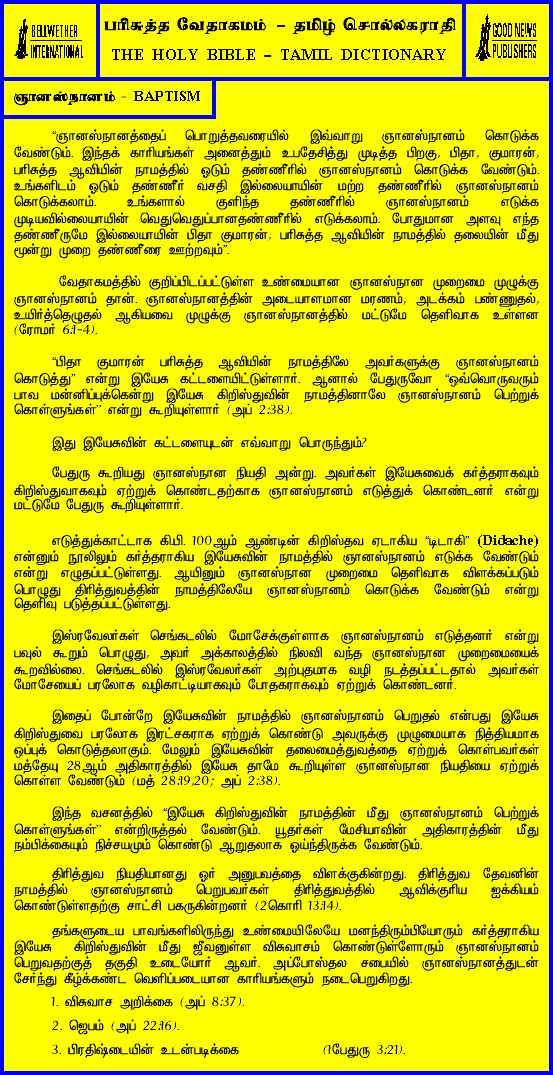 BELLWETHER
INTERNATIONAL
பரிசுத்த வேதாகமம் – தமிழ் சொல்லகராதி
THE HOLY BIBLE – TAMIL DICTIONARY
GOOD NEWS
PUBLISHERS
ஞானஸ்நானம் - BAPTISM
“ஞானஸ்நானத்தைப் பொறுத்தவரையில் இவ்வாறு ஞானஸ்நானம் கொடுக்க
வேண்டும். இந்தக் காரியங்கள் அனைத்தும் உபதேசித்து முடித்த பிறகு, பிதா, குமாரன்,
பரிசுத்த ஆவியின் நாமத்தில் ஓடும் தண்ணீரில் ஞானஸ்நானம் கொடுக்க வேண்டும்.
உங்களிடம் ஓடும் தண்ணீர் வசதி இல்லையாயின் மற்ற தண்ணீரில் ஞானஸ்நானம்
கொடுக்கலாம். உங்களால் குளிந்த தண்ணீரில் ஞானஸ்நானம் எடுக்க
முடியவில்லையாயின் வெதுவெதுப்பானதண்ணீரில் எடுக்கலாம். போதுமான அளவு எந்த
தண்ணீருமே இல்லையாயின் பிதா குமாரன், பரிசுத்த ஆவியின் நாமத்தில் தலையின் மீது
மூன்று முறை தண்ணீரை ஊற்றவும்”.
வேதாகமத்தில் குறிப்பிடப்பட்டுள்ள உண்மையான ஞானஸ்நான முறைமை முழுக்கு
ஞானஸ்நானம் தான். ஞானஸ்நானத்தின் அடையாளமான மரணம், அடக்கம் பண்ணுதல்,
உயிர்த்தெழுதல் ஆகியவை முழுக்கு ஞானஸ்நானத்தில் மட்டுமே தெளிவாக உள்ளன
(ரோமர் 6:1-4).
“பிதா குமாரன் பரிசுத்த ஆவியின் நாமத்திலே அவர்களுக்கு ஞானஸ்நானம்
கொடுத்து” என்று இயேசு கட்டளையிட்டுள்ளார். ஆனால் பேதுருவோ “ஒவ்வொருவரும்
பாவ மன்னிப்புக்கென்று இயேசு கிறிஸ்துவின் நாமத்தினாலே ஞானஸ்நானம் பெற்றுக்
கொள்ளுங்கள்” என்று கூறியுள்ளார் (அப் 2:38).
இது இயேசுவின் கட்டளையுடன் எவ்வாறு பொருந்தும்?
பேதுரு கூறியது ஞானஸ்நான நியதி அன்று. அவர்கள் இயேசுவைக் கர்த்தராகவும்
கிறிஸ்துவாகவும் ஏற்றுக் கொண்டதற்காக ஞானஸ்நானம் எடுத்துக் கொண்டனர் என்று
மட்டுமே பேதுரு கூறியுள்ளார்.
எடுத்துக்காட்டாக கி.பி. 100ஆம் ஆண்டின் கிறிஸ்தவ ஏடாகிய “டிடாகி” (Didache)
என்னும் நூலிலும் கர்த்தராகிய இயேசுவின் நாமத்தில் ஞானஸ்நானம் எடுக்க வேண்டும்
என்று எழுதப்பட்டுள்ளது. ஆயினும் ஞானஸ்நான முறைமை தெளிவாக விளக்கப்படும்
பொழுது திரித்துவத்தின் நாமத்திலேயே ஞானஸ்நானம் கொடுக்க வேண்டும் என்று
தெளிவு படுத்தப்பட்டுள்ளது.
இஸ்ரவேலர்கள் செங்கடலில் மோசேக்குள்ளாக ஞானஸ்நானம் எடுத்தனர் என்று
பவுல் கூறும் பொழுது, அவர் அக்காலத்தில் நிலவி வந்த ஞானஸ்நான முறைமையைக்
கூறவில்லை. செங்கடலில் இஸ்ரவேலர்கள் அற்புதமாக வழி நடத்தப்பட்டதால் அவர்கள்
மோசேயைப் பரலோக வழிகாட்டியாகவும் போதகராகவும் ஏற்றுக் கொண்டனர்.
இதைப் போன்றே இயேசுவின் நாமத்தில் ஞானஸ்நானம் பெறுதல் என்பது இயேசு
கிறிஸ்துவை பரலோக இரட்சகராக ஏற்றுக் கொண்டு அவருக்கு முழுமையாக நித்தியமாக
ஒப்புக் கொடுத்தலாகும். மேலும் இயேசுவின் தலைமைத்துவத்தை ஏற்றுக் கொள்பவர்கள்
மத்தேயு 28ஆம் அதிகாரத்தில் இயேசு தாமே கூறியுள்ள ஞானஸ்நான நியதியை ஏற்றுக்
கொள்ள வேண்டும் (மத் 28:19,20; அப் 2:38).
இந்த வசனத்தில் “இயேசு கிறிஸ்துவின் நாமத்தின் மீது ஞானஸ்நானம் பெற்றுக்
கொள்ளுங்கள்” என்றிருத்தல் வேண்டும். யூதர்கள் மேசியாவின் அதிகாரத்தின் மீது
நம்பிக்கையும் நிச்சயமும் கொண்டு ஆறுதலாக ஓய்ந்திருக்க வேண்டும்.
திரித்துவ நியதியானது ஓர் அனுபவத்தை விளக்குகின்றது. திரித்துவ தேவனின்
நாமத்தில் ஞானஸ்நானம் பெறுபவர்கள் திரித்துவத்தில் ஆவிக்குரிய ஐக்கியம்
கொண்டுள்ளதற்கு சாட்சி பகருகின்றனர் (2கொரி 13:14).
தங்களுடைய பாவங்களிலிருந்து உண்மையிலேயே மனந்திரும்பியோரும் கர்த்தராகிய
இயேசு கிறிஸ்துவின் மீது ஜீவனுள்ள விசுவாசம் கொண்டுள்ளோரும் ஞானஸ்நானம்
பெறுவதற்குத் தகுதி உடையோர் ஆவர். அப்போஸ்தல சபையில் ஞானஸ்நானத்துடன்
சேர்ந்து கீழ்க்கண்ட வெளிப்படையான காரியங்களும் நடைபெறுகிறது.
1. விசுவாச அறிக்கை (அப் 8:37).
2. ஜெபம் (அப் 22:16).
3. பிரதிஷ்டையின் உடன்படிக்கை (1பேதுரு 3:21).